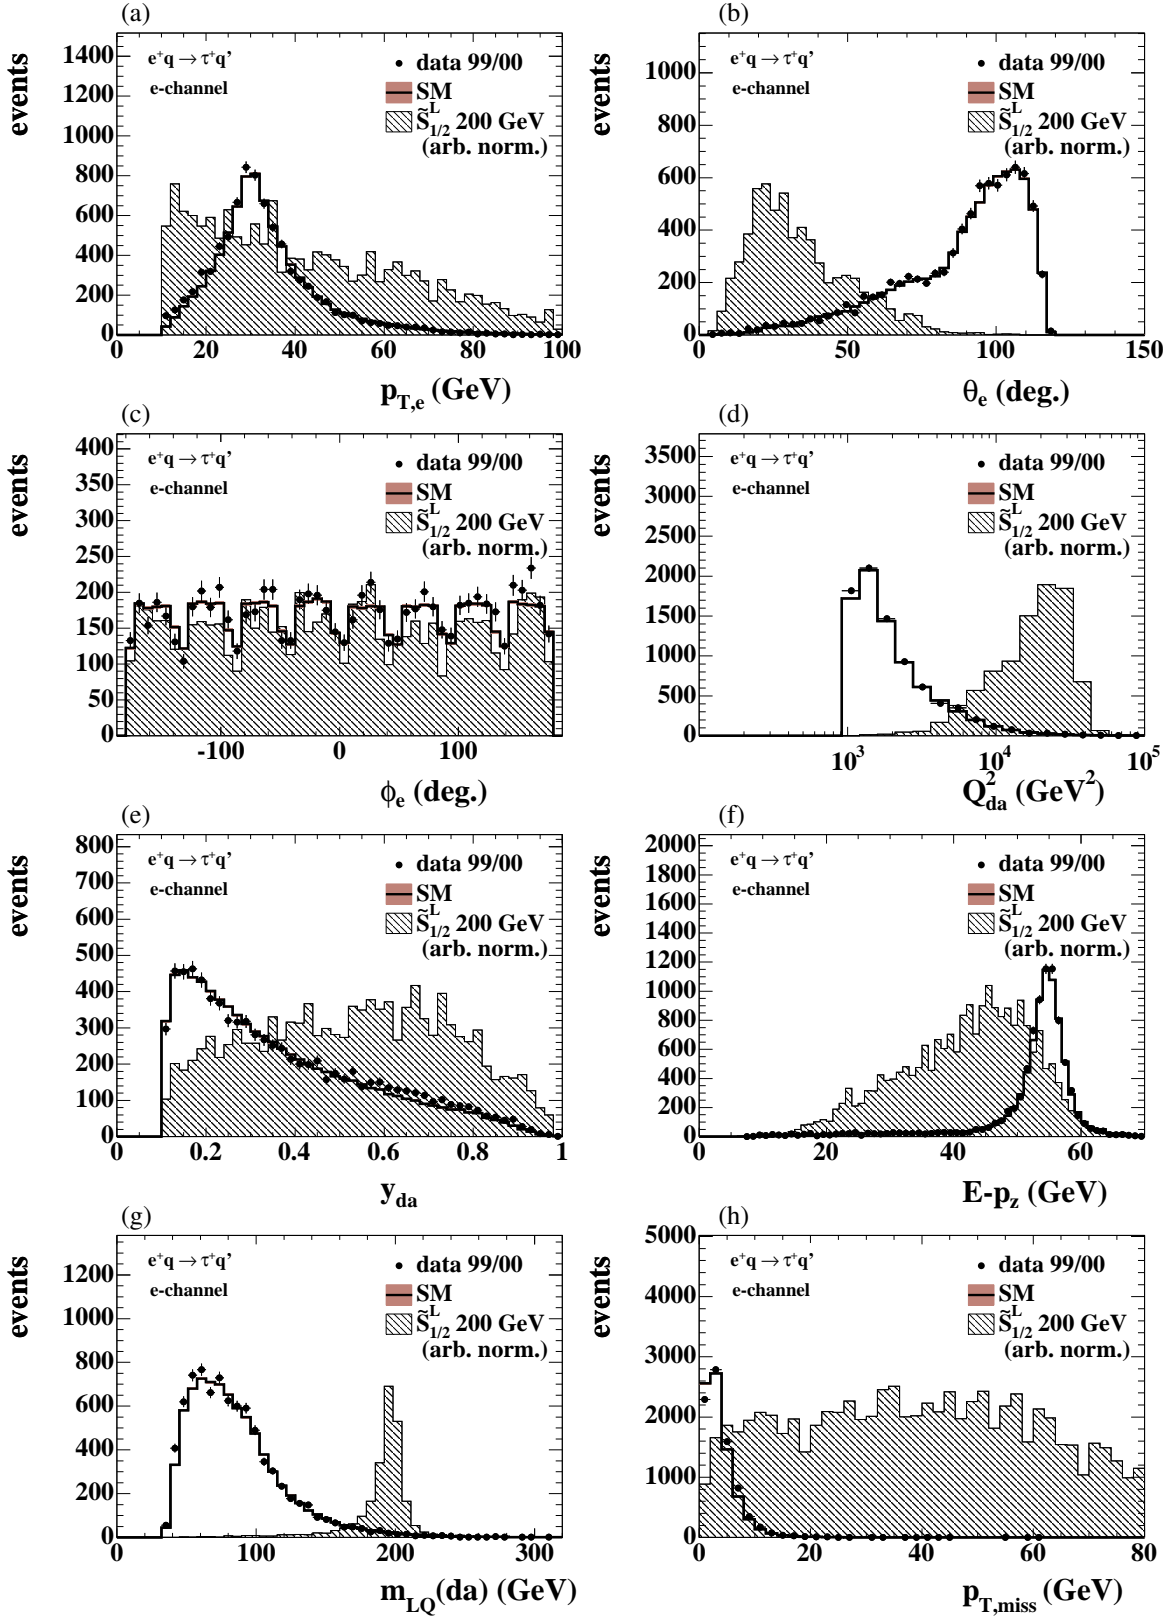 (a)
events
1400
1200
1000
800
600
400
200
0
e⁺q → τ⁺q’
e-channel
data 99/00
SM
S̃ᴸ₁/₂ 200 GeV
(arb. norm.)
0 20 40 60 80 100
p_T,e (GeV)
(b)
events
1000
800
600
400
200
0
e⁺q → τ⁺q’
e-channel
data 99/00
SM
S̃ᴸ₁/₂ 200 GeV
(arb. norm.)
0 50 100 150
θ_e (deg.)
(c)
events
400
350
300
250
200
150
100
50
0
e⁺q → τ⁺q’
e-channel
data 99/00
SM
S̃ᴸ₁/₂ 200 GeV
(arb. norm.)
-100 0 100
ϕ_e (deg.)
(d)
events
3500
3000
2500
2000
1500
1000
500
0
e⁺q → τ⁺q’
e-channel
data 99/00
SM
S̃ᴸ₁/₂ 200 GeV
(arb. norm.)
10³ 10⁴ 10⁵
Q²_da (GeV²)
(e)
events
800
700
600
500
400
300
200
100
0
e⁺q → τ⁺q’
e-channel
data 99/00
SM
S̃ᴸ₁/₂ 200 GeV
(arb. norm.)
0.2 0.4 0.6 0.8 1
y_da
(f)
events
2000
1800
1600
1400
1200
1000
800
600
400
200
0
e⁺q → τ⁺q’
e-channel
data 99/00
SM
S̃ᴸ₁/₂ 200 GeV
(arb. norm.)
20 40 60
E-p_z (GeV)
(g)
events
1200
1000
800
600
400
200
0
e⁺q → τ⁺q’
e-channel
data 99/00
SM
S̃ᴸ₁/₂ 200 GeV
(arb. norm.)
0 100 200 300
m_LQ(da) (GeV)
(h)
events
5000
4000
3000
2000
1000
0
e⁺q → τ⁺q’
e-channel
data 99/00
SM
S̃ᴸ₁/₂ 200 GeV
(arb. norm.)
0 20 40 60 80
p_T,miss (GeV)